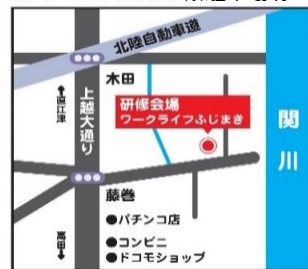 北陸自動車道
木田
↑直江津
上越大通り
研修会場
ワークライフふじまき
関川
藤巻
●パチンコ店
●コンビニ
●ドコモショップ
高田↓